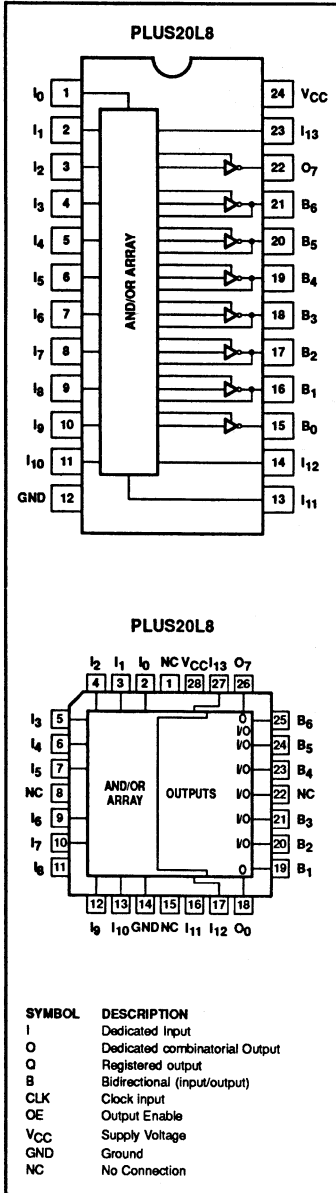 PLUS20L8
I0 1 24 VCC
I1 2 23 I13
I2 3 22 O7
I3 4 21 B6
I4 5 20 B5
I5 6 19 B4
I6 7 18 B3
I7 8 17 B2
I8 9 16 B1
I9 10 15 B0
I10 11 14 I12
GND 12 13 I11
AND/OR ARRAY
PLUS20L8
I2 I1 I0 NC VCC I13 O7
4 3 2 1 28 27 26
I3 5 O 25 B6
I/O
I4 6 I/O 24 B5
I5 7 I/O 23 B4
NC 8 22 NC
I6 9 I/O 21 B3
I7 10 I/O 20 B2
I8 11 O 19 B1
AND/OR
ARRAY
OUTPUTS
12 13 14 15 16 17 18
I9 I10 GND NC I11 I12 O0
SYMBOL DESCRIPTION
I Dedicated Input
O Dedicated combinatorial Output
Q Registered output
B Bidirectional (input/output)
CLK Clock input
OE Output Enable
VCC Supply Voltage
GND Ground
NC No Connection